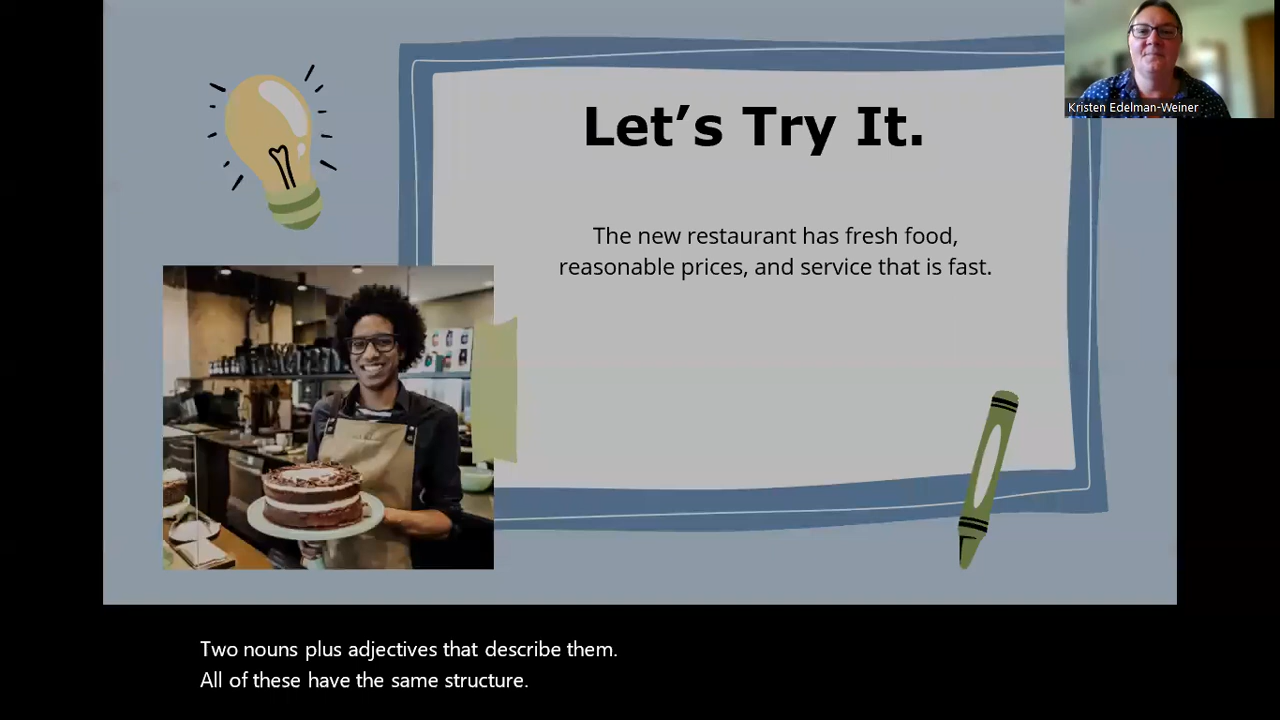 Let's Try It.
Kristen Edelman-Weiner
The new restaurant has fresh food,
reasonable prices, and service that is fast.
Two nouns plus adjectives that describe them.
All of these have the same structure.